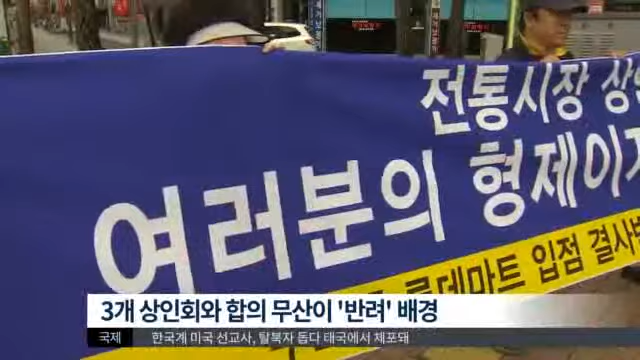 전통시장
여러분의 형제이
롯데마트 입점 결사반
3개 상인회와 합의 무산이 '반려' 배경
국제 한국계 미국 선교사, 탈북자 돕다 태국에서 체포돼